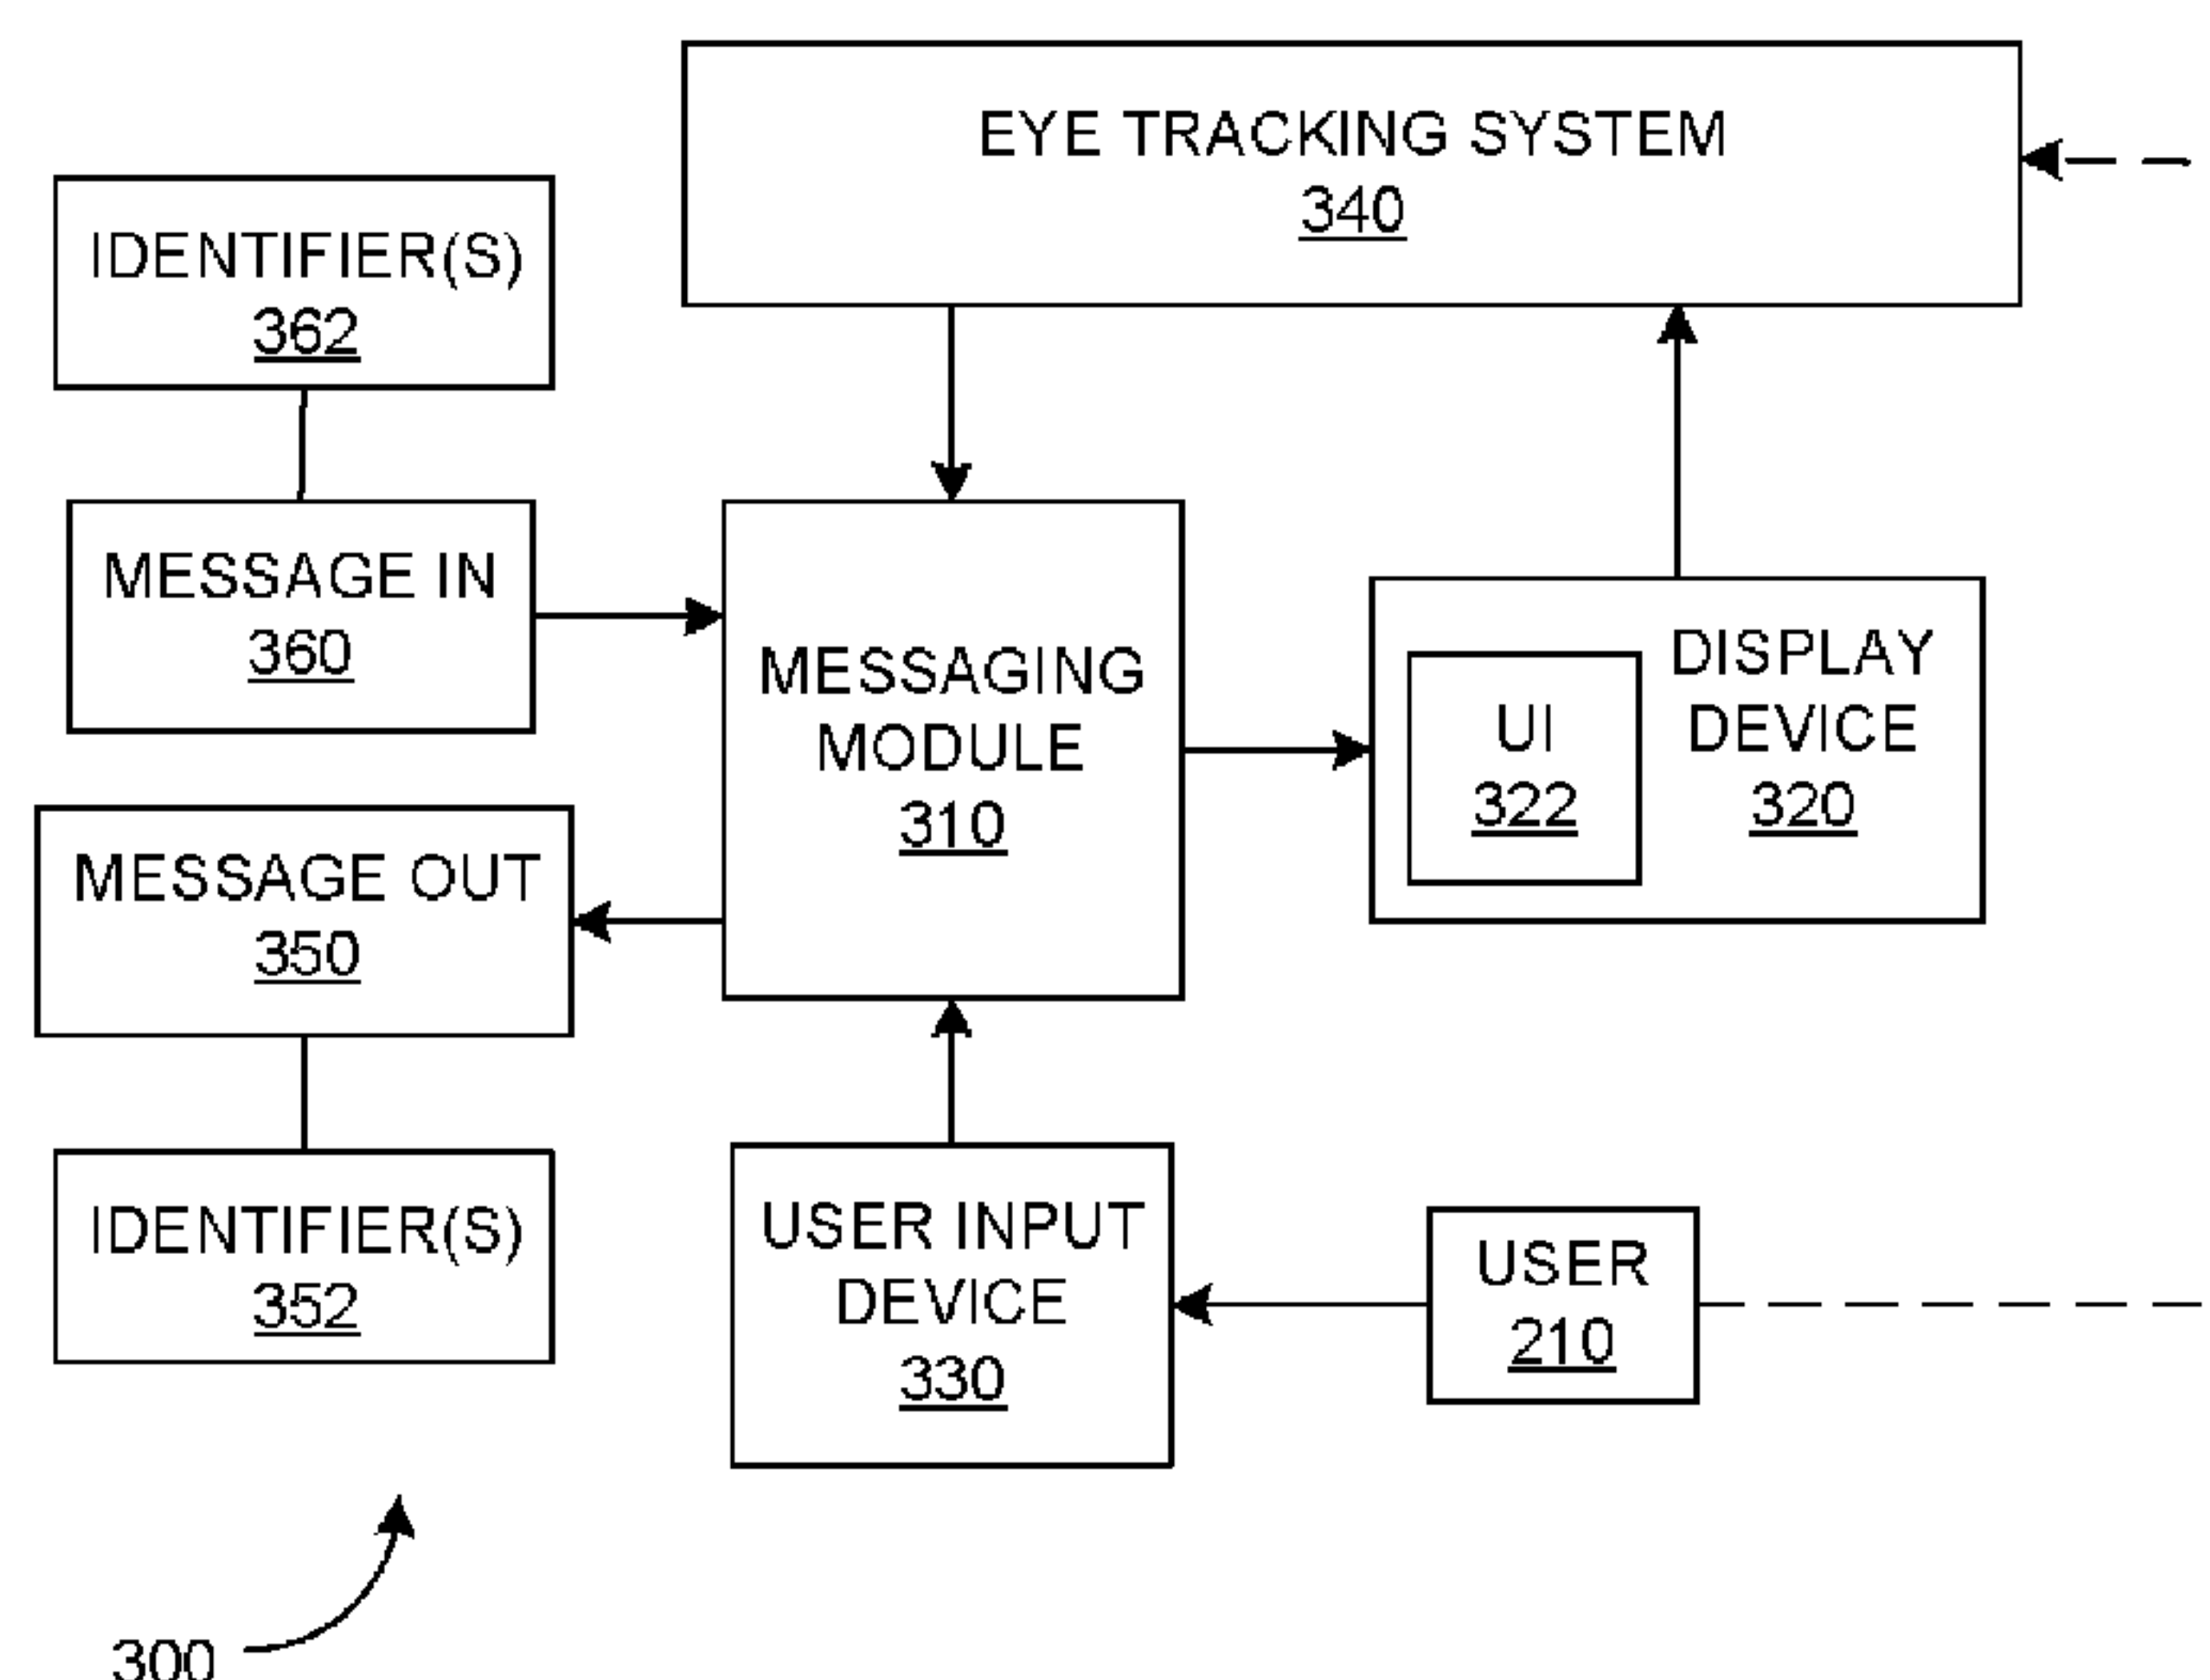 EYE TRACKING SYSTEM
340
IDENTIFIER(S)
362
MESSAGE IN
360
MESSAGING
MODULE
310
DISPLAY
DEVICE
320
UI
322
MESSAGE OUT
350
IDENTIFIER(S)
352
USER INPUT
DEVICE
330
USER
210
300